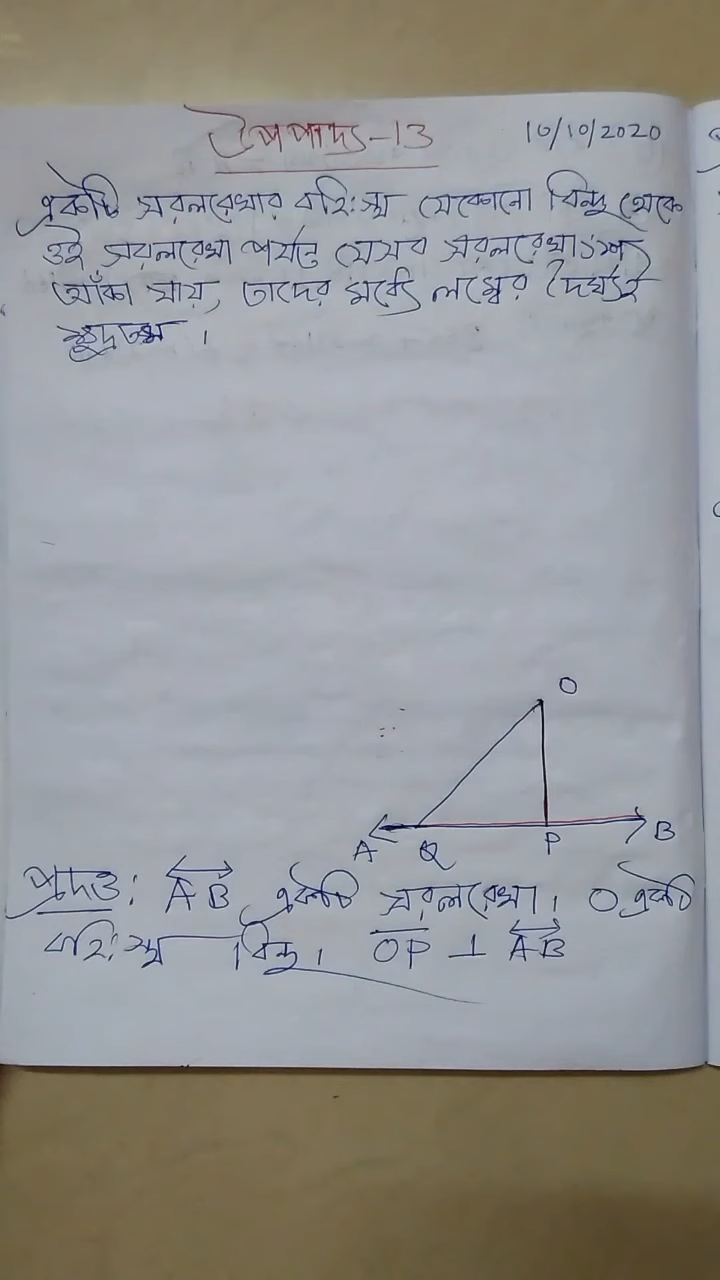 উপপাদ্য-13
10/10/2020
একটি সরলরেখার বহিঃস্থ যেকোনো বিন্দু থেকে
ওই সরলরেখা পর্যন্ত যেসব সরলরেখাংশ
আঁকা যায়, তাদের মধ্যে লম্বের দৈর্ঘ্যই
ক্ষুদ্রতম ।
O
A Q P B
প্রদত্ত : AB একটি সরলরেখা। O একটি
বহিঃস্থ বিন্দু। OP ⊥ AB